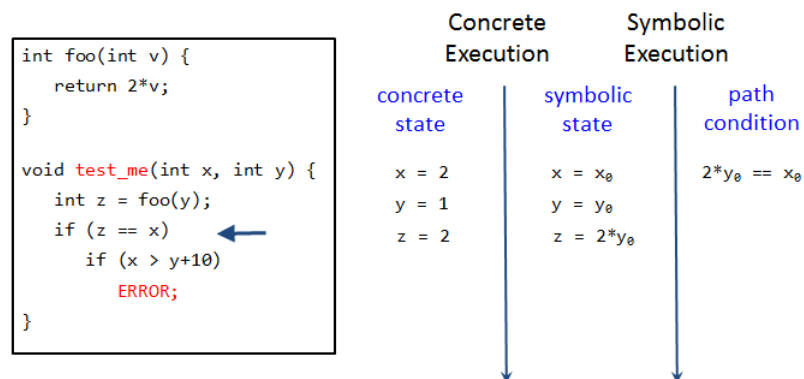 int foo(int v) {
return 2*v;
}
void test_me(int x, int y) {
int z = foo(y);
if (z == x)
if (x > y+10)
ERROR;
}
Concrete
Execution
Symbolic
Execution
concrete
state
symbolic
state
path
condition
x = 2
x = x₀
2*y₀ == x₀
y = 1
y = y₀
z = 2
z = 2*y₀